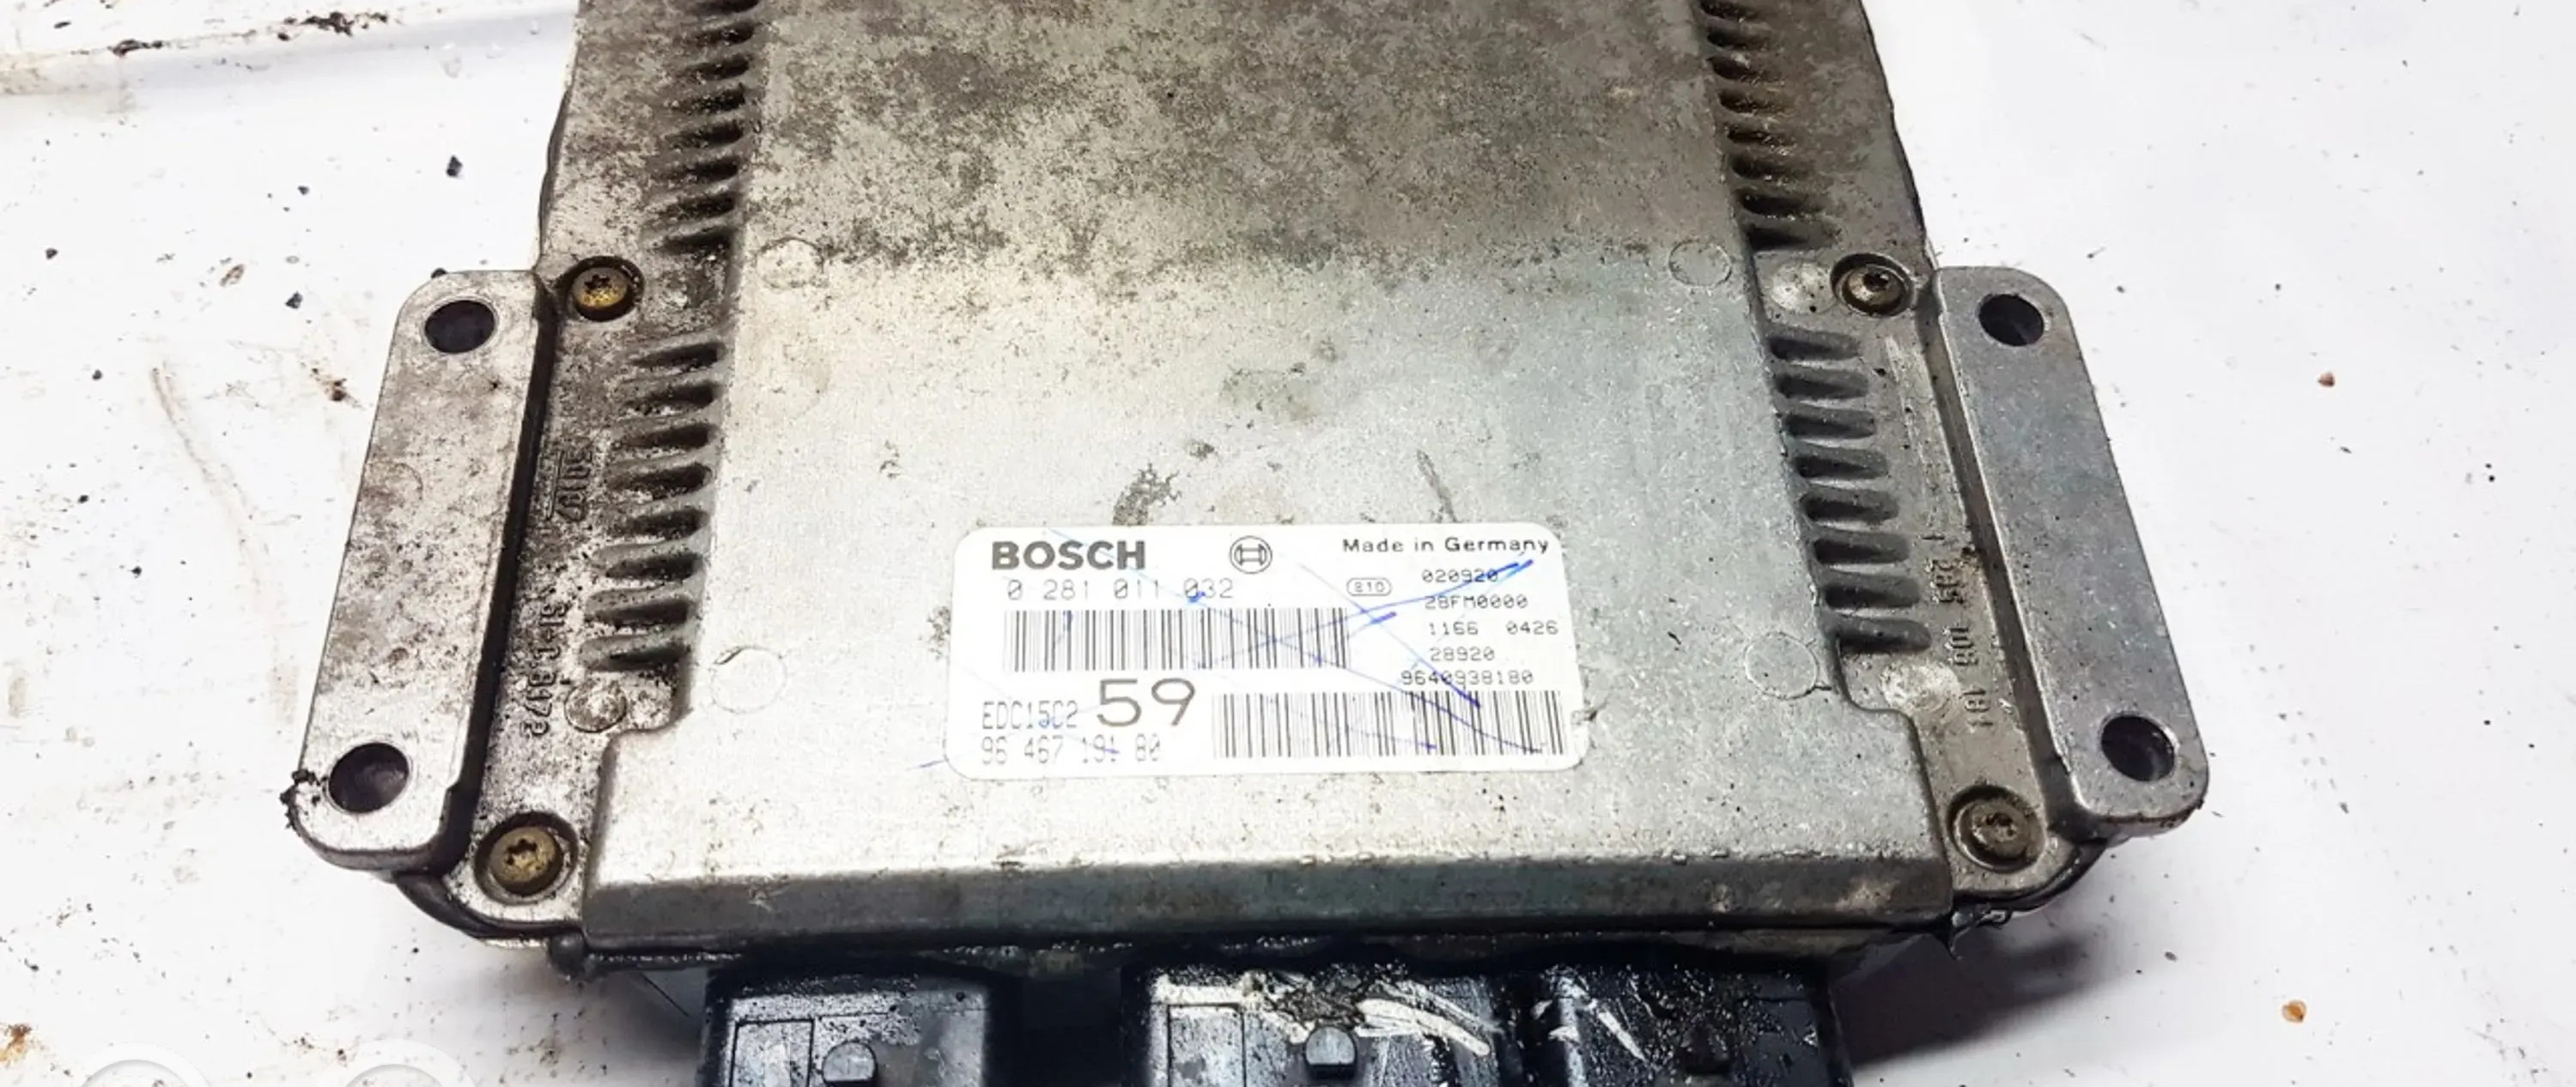 BOSCH
Made in Germany
0 281 011 032
210
020920
28FM0000
1166 0426
28920
9640938180
EDC15C2 59
96 467 191 80